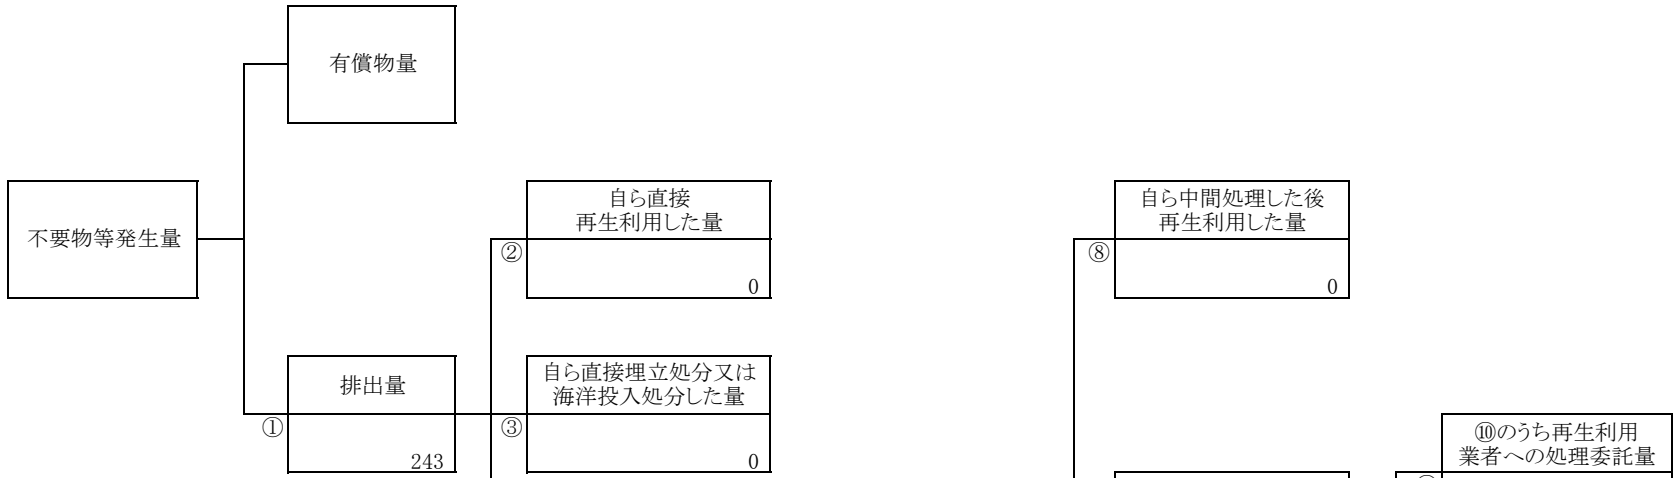 有償物量
不要物等発生量
自ら直接
再生利用した量
②
0
自ら中間処理した後
再生利用した量
⑧
0
排出量
①
243
自ら直接埋立処分又は
海洋投入処分した量
③
0
⑩のうち再生利用
業者への処理委託量